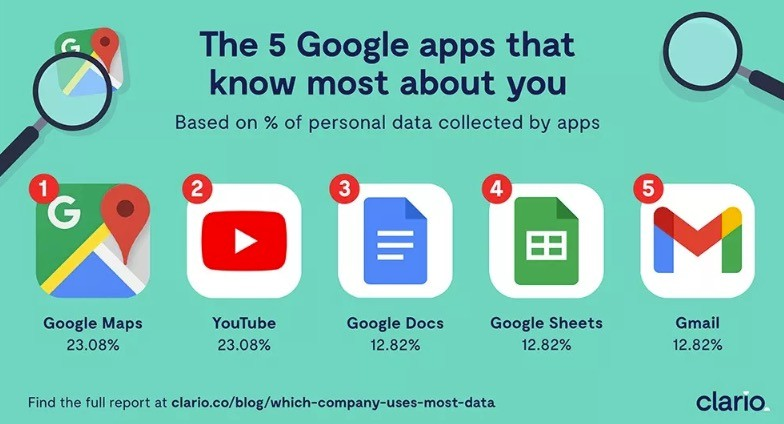 The 5 Google apps that
know most about you
Based on % of personal data collected by apps
G
1
2
3
4
5
G
Google Maps
YouTube
Google Docs
Google Sheets
Gmail
23.08%
23.08%
12.82%
12.82%
12.82%
Find the full report at clario.co/blog/which-company-uses-most-data
clario.